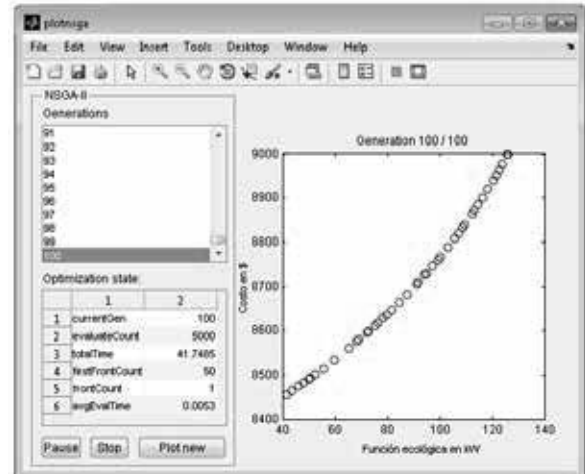 plotnsga
File Edit View Insert Tools Desktop Window Help
NSGA-II
Generations
91
92
93
94
95
96
97
98
99
100
Optimization state:
1 2
1 currentGen 100
2 evaluateCount 5000
3 totalTime 41.7485
4 firstFrontCount 50
5 frontCount 1
6 avgEvalTime 0.0053
Pause Stop Plot new
Generation 100 / 100
Costo en $
9000
8900
8800
8700
8600
8500
8400
40 60 80 100 120 140
Función ecológica en kW